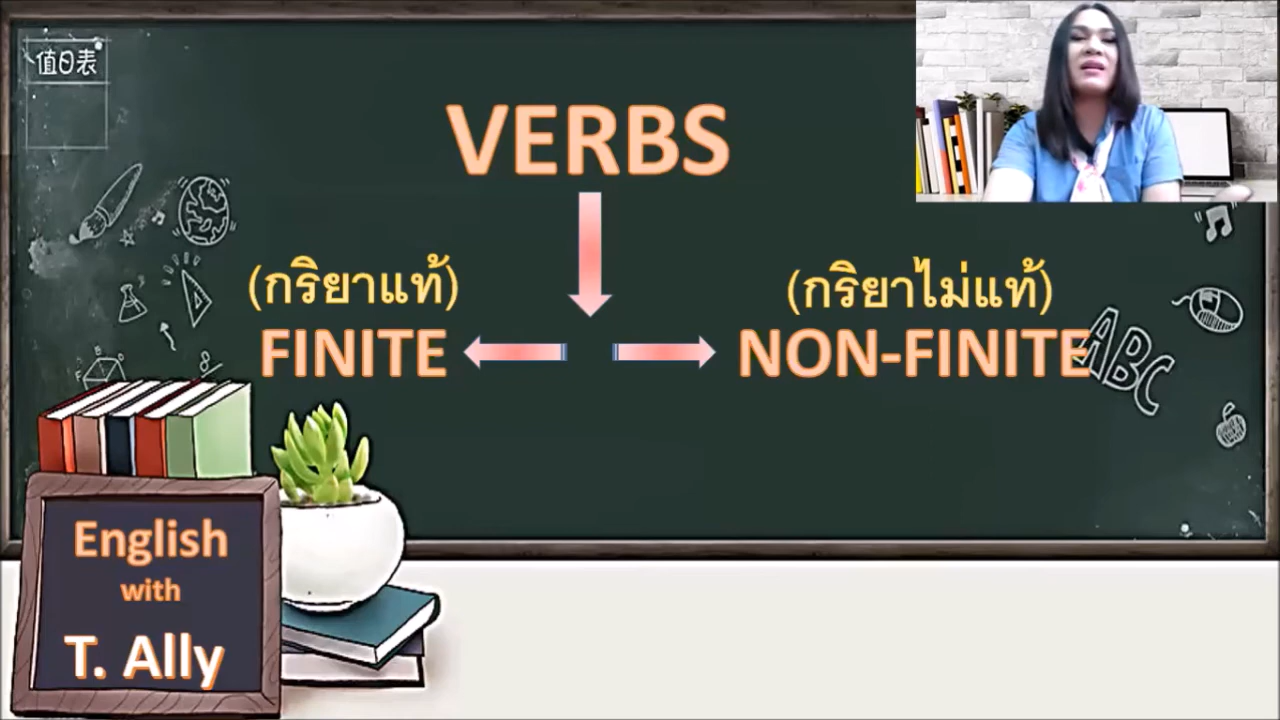 值日表
VERBS
(กริยาแท้)
FINITE
(กริยาไม่แท้)
NON-FINITE
ABC
English
with
T. Ally